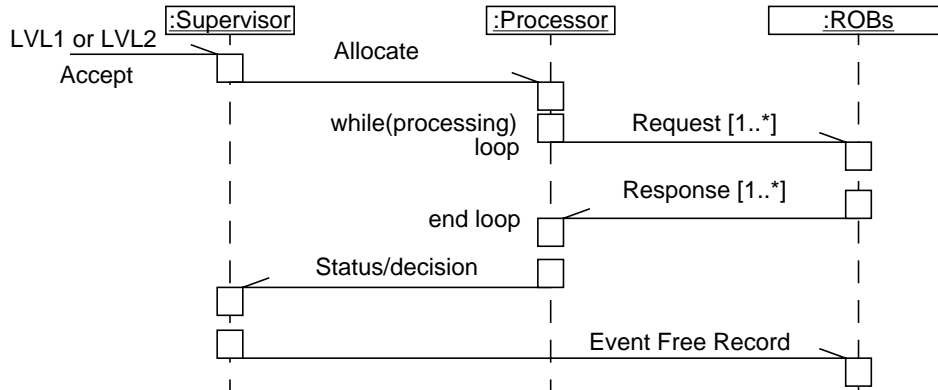 :Supervisor
:Processor
:ROBs
LVL1 or LVL2
Accept
Allocate
while(processing)
loop
Request [1..*]
Response [1..*]
end loop
Status/decision
Event Free Record